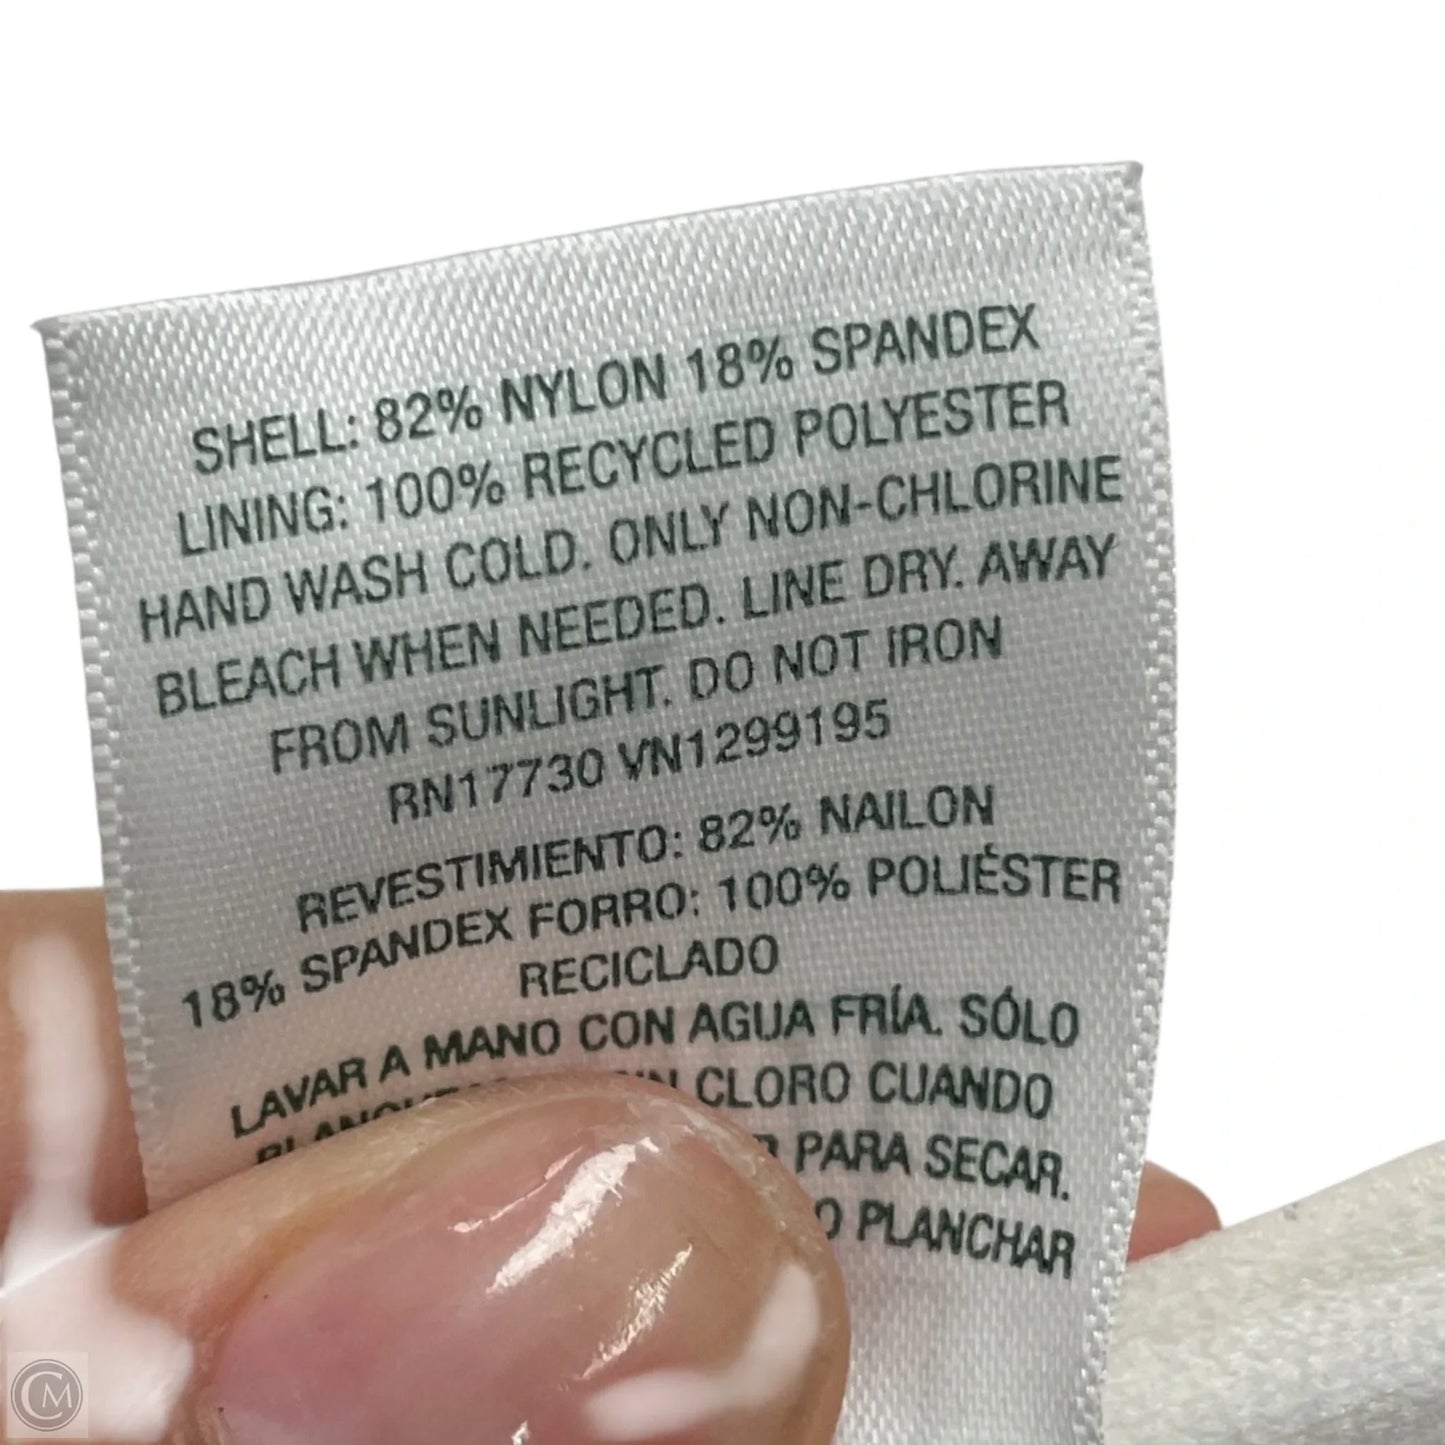 SHELL: 82% NYLON 18% SPANDEX
LINING: 100% RECYCLED POLYESTER
HAND WASH COLD. ONLY NON-CHLORINE
BLEACH WHEN NEEDED. LINE DRY. AWAY
FROM SUNLIGHT. DO NOT IRON
RN17730 VN1299195
REVESTIMIENTO: 82% NAILON
18% SPANDEX FORRO: 100% POLIÉSTER
RECICLADO
LAVAR A MANO CON AGUA FRÍA. SÓLO
CLORO CUANDO
PARA SECAR.
PLANCHAR
CM